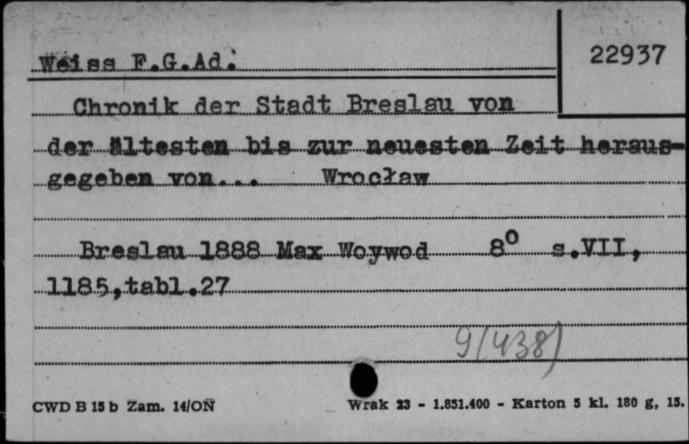 Weiss F.G.Ad.
22937
Chronik der Stadt Breslau von
der ältesten bis zur neuesten Zeit heraus-
gegeben von... Wrocław
Breslau 1888 Max Woywod 8⁰ s.VII,
1185,tabl.27
9(438)
CWD B 15 b Zam. 14/ON
Wrak 23 - 1.851.400 - Karton 5 kl. 180 g, 15.